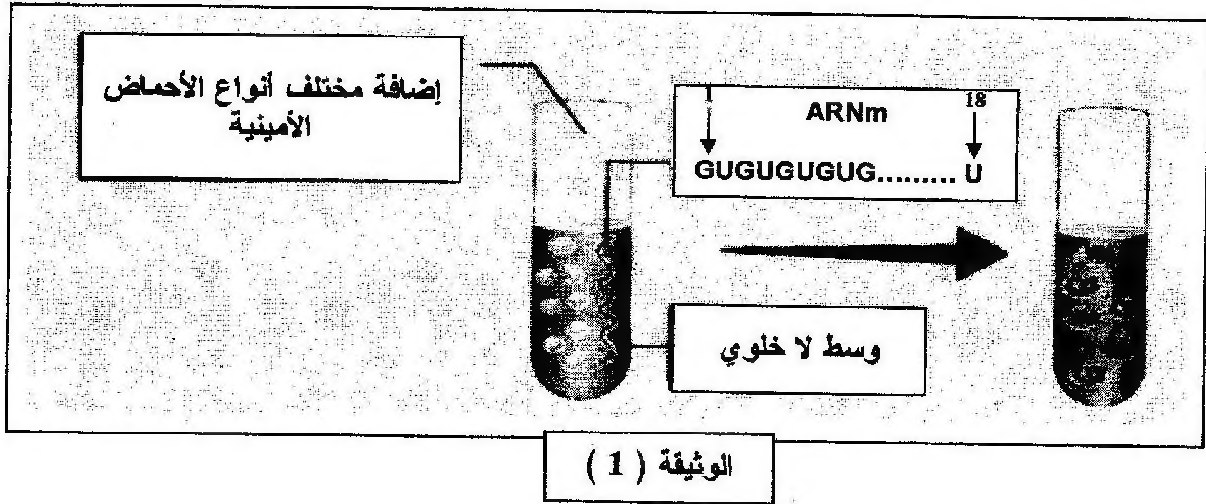 إضافة مختلف أنواع الأحماض
الأمينية
1 18
ARNm
GUGUGUGUG......... U
وسط لا خلوي
الوثيقة ( 1 )